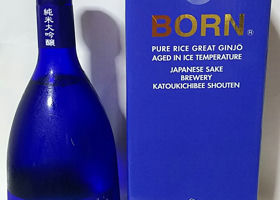 純米大吟醸
BORN®
PURE RICE GREAT GINJO
AGED IN ICE TEMPERATURE
JAPANESE SAKE
BREWERY
KATOUKICHIBEE SHOUTEN